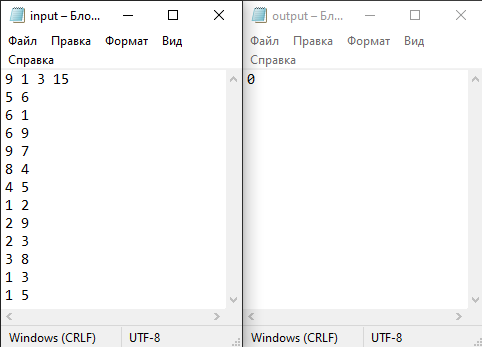 input – Бло...
Файл Правка Формат Вид
Справка
9 1 3 15
5 6
6 1
6 9
9 7
8 4
4 5
1 2
2 9
2 3
3 8
1 3
1 5
Windows (CRLF) UTF-8
output – Бло...
Файл Правка Формат Вид
Справка
0
Windows (CRLF) UTF-8